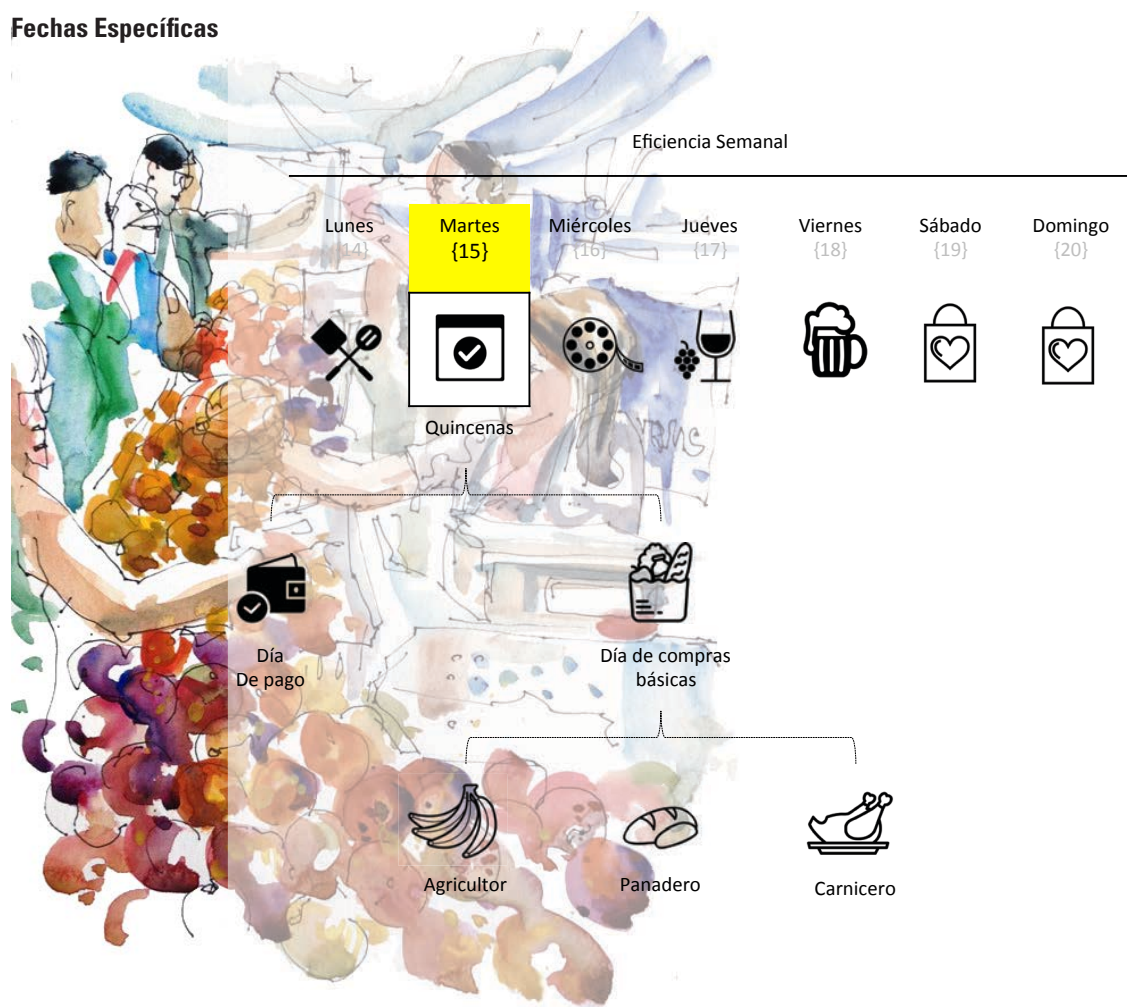 Fechas Específicas
Eficiencia Semanal
Lunes Martes Miércoles Jueves Viernes Sábado Domingo
{14} {15} {16} {17} {18} {19} {20}
Quincenas
Día Día de compras
De pago básicas
Agricultor Panadero Carnicero